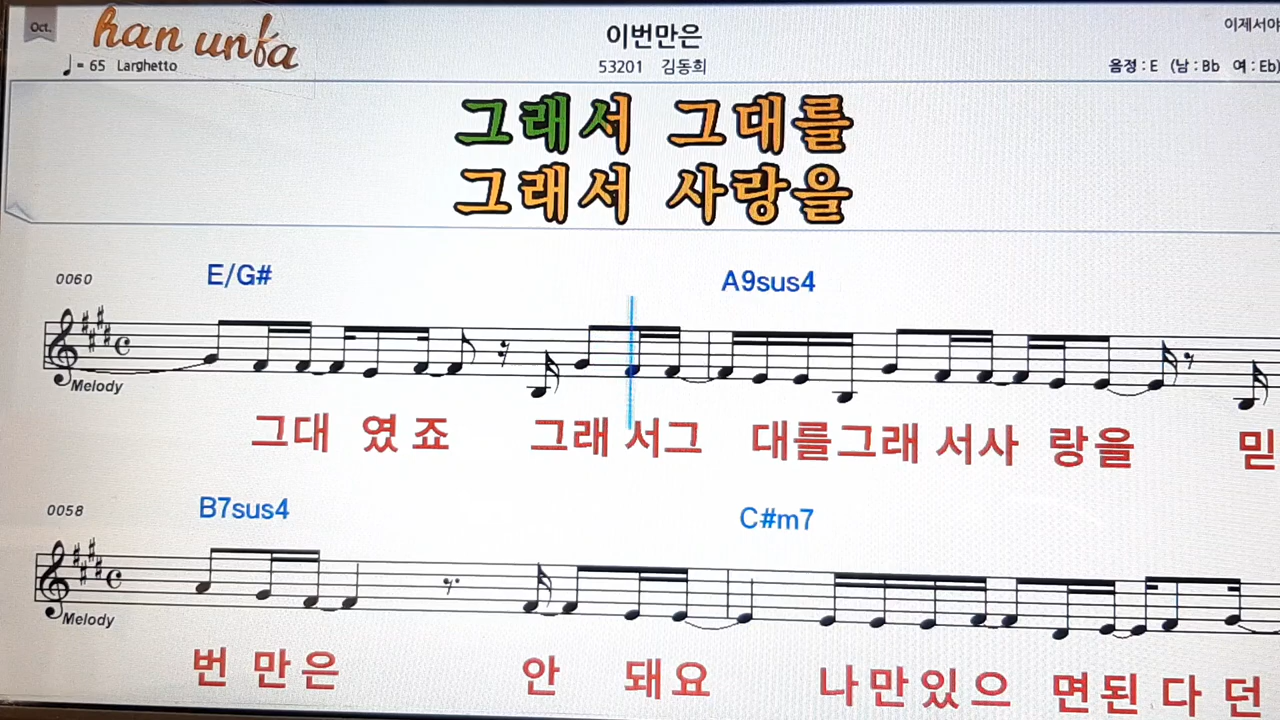 Oct.
han unfa
이번만은
이제서야
= 65 Larghetto
53201 김동희
음정 : E (남 : Bb 여 : Eb)
그래서 그대를
그래서 사랑을
0060
E/G#
A9sus4
Melody
그대 였죠 그래 서그 대를그래 서사 랑을 믿
0058
B7sus4
C#m7
Melody
번 만은 안 돼요 나만있으 면된 다 던